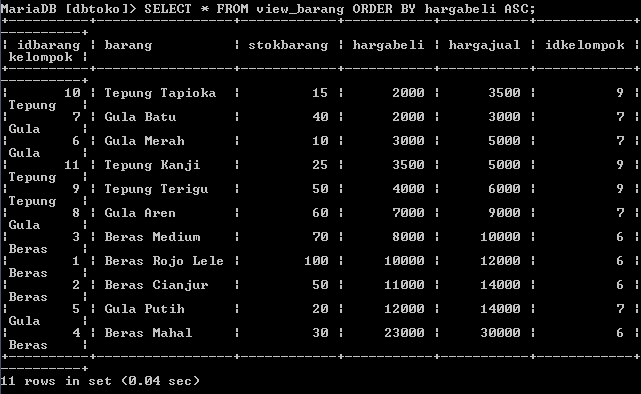 MariaDB [dbtoko]> SELECT * FROM view_barang ORDER BY hargabeli ASC;
+----------+-----------------+------------+-----------+-----------+------------+
-----------+
¦ idbarang ¦ barang          ¦ stokbarang ¦ hargabeli ¦ hargajual ¦ idkelompok ¦
 kelompok ¦
+----------+-----------------+------------+-----------+-----------+------------+
-----------+
¦       10 ¦ Tepung Tapioka  ¦         15 ¦      2000 ¦      3500 ¦          9 ¦
 Tepung   ¦
¦        7 ¦ Gula Batu       ¦         40 ¦      2000 ¦      3000 ¦          7 ¦
 Gula     ¦
¦        6 ¦ Gula Merah      ¦         10 ¦      3000 ¦      5000 ¦          7 ¦
 Gula     ¦
¦       11 ¦ Tepung Kanji    ¦         25 ¦      3500 ¦      5000 ¦          9 ¦
 Tepung   ¦
¦        9 ¦ Tepung Terigu   ¦         50 ¦      4000 ¦      6000 ¦          9 ¦
 Tepung   ¦
¦        8 ¦ Gula Aren       ¦         60 ¦      7000 ¦      9000 ¦          7 ¦
 Gula     ¦
¦        3 ¦ Beras Medium    ¦         70 ¦      8000 ¦     10000 ¦          6 ¦
 Beras    ¦
¦        1 ¦ Beras Rojo Lele ¦        100 ¦     10000 ¦     12000 ¦          6 ¦
 Beras    ¦
¦        2 ¦ Beras Cianjur   ¦         50 ¦     11000 ¦     14000 ¦          6 ¦
 Beras    ¦
¦        5 ¦ Gula Putih      ¦         20 ¦     12000 ¦     14000 ¦          7 ¦
 Gula     ¦
¦        4 ¦ Beras Mahal     ¦         30 ¦     23000 ¦     30000 ¦          6 ¦
 Beras    ¦
+----------+-----------------+------------+-----------+-----------+------------+
-----------+
11 rows in set (0.04 sec)